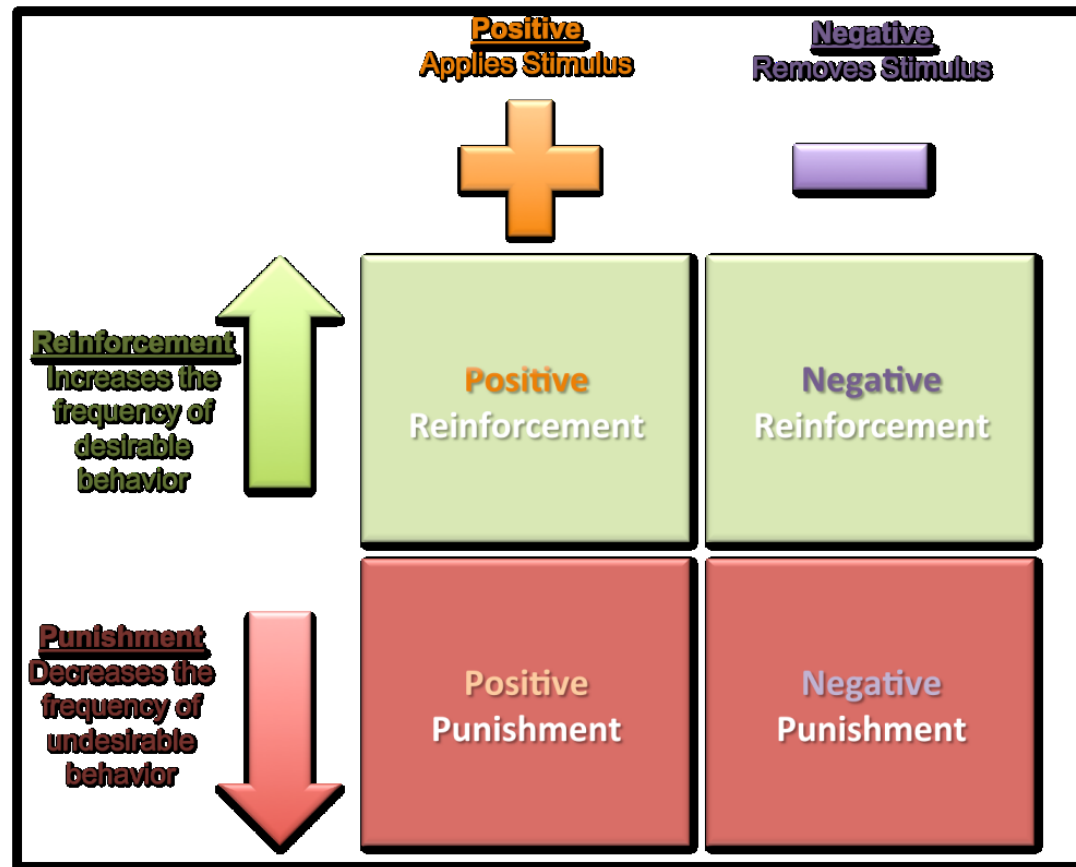 Positive
Applies Stimulus
Negative
Removes Stimulus
Reinforcement
Increases the
frequency of
desirable
behavior
Positive
Reinforcement
Negative
Reinforcement
Punishment
Decreases the
frequency of
undesirable
behavior
Positive
Punishment
Negative
Punishment